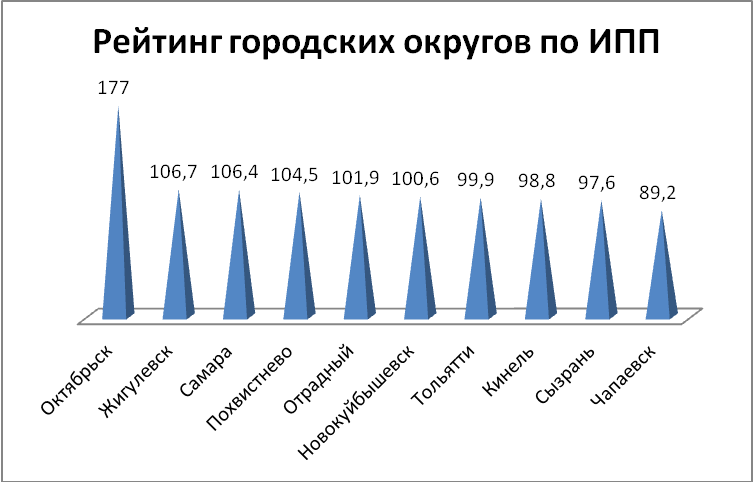 Рейтинг городских округов по ИПП
177
106,7
106,4
104,5
101,9
100,6
99,9
98,8
97,6
89,2
Октябрьск
Жигулевск
Самара
Похвистнево
Отрадный
Новокуйбышевск
Тольятти
Кинель
Сызрань
Чапаевск